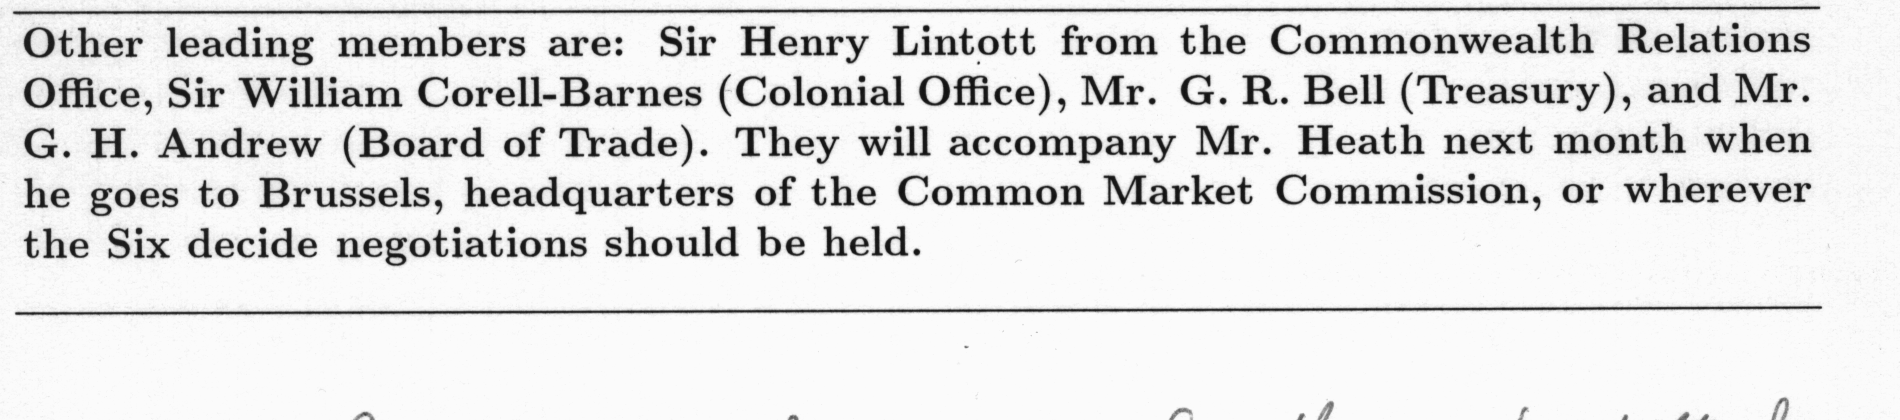 Other leading members are: Sir Henry Lintott from the Commonwealth Relations
Office, Sir William Corell-Barnes (Colonial Office), Mr. G. R. Bell (Treasury), and Mr.
G. H. Andrew (Board of Trade). They will accompany Mr. Heath next month when
he goes to Brussels, headquarters of the Common Market Commission, or wherever
the Six decide negotiations should be held.